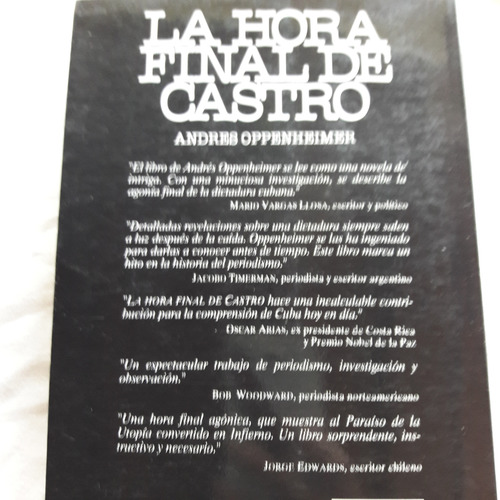 LA HORA
FINAL DE
CASTRO
ANDRES OPPENHEIMER
"El libro de Andrés Oppenheimer se lee como una novela de
intriga. Con una minuciosa investigación, se describe la
agonía final de la dictadura cubana."
MARIO VARGAS LLOSA, escritor y político
"Detalladas revelaciones sobre una dictadura siempre salen
a luz después de la caída. Oppenheimer se las ha ingeniado
para darlas a conocer antes de tiempo. Este libro marca un
hito en la historia del periodismo."
JACOBO TIMERMAN, periodista y escritor argentino
"LA HORA FINAL DE CASTRO hace una incalculable contri-
bución para la comprensión de Cuba hoy en día."
OSCAR ARIAS, ex presidente de Costa Rica
y Premio Nobel de la Paz
"Un espectacular trabajo de periodismo, investigación y
observación."
BOB WOODWARD, periodista norteamericano
"Una hora final agónica, que muestra al Paraíso de la
Utopía convertido en Infierno. Un libro sorprendente, ins-
tructivo y necesario."
JORGE EDWARDS, escritor chileno